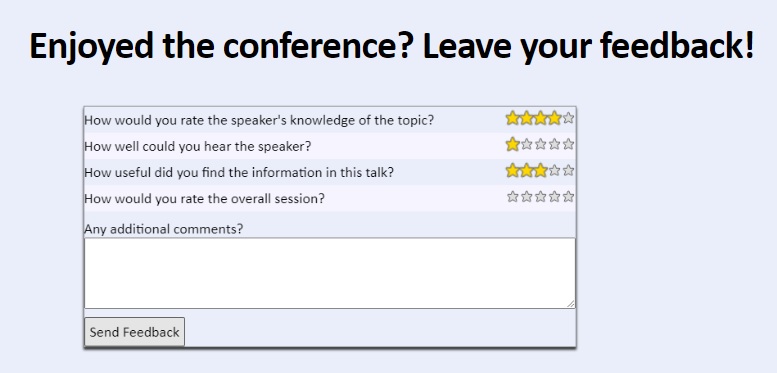 Enjoyed the conference? Leave your feedback!
How would you rate the speaker's knowledge of the topic?
How well could you hear the speaker?
How useful did you find the information in this talk?
How would you rate the overall session?
Any additional comments?
Send Feedback